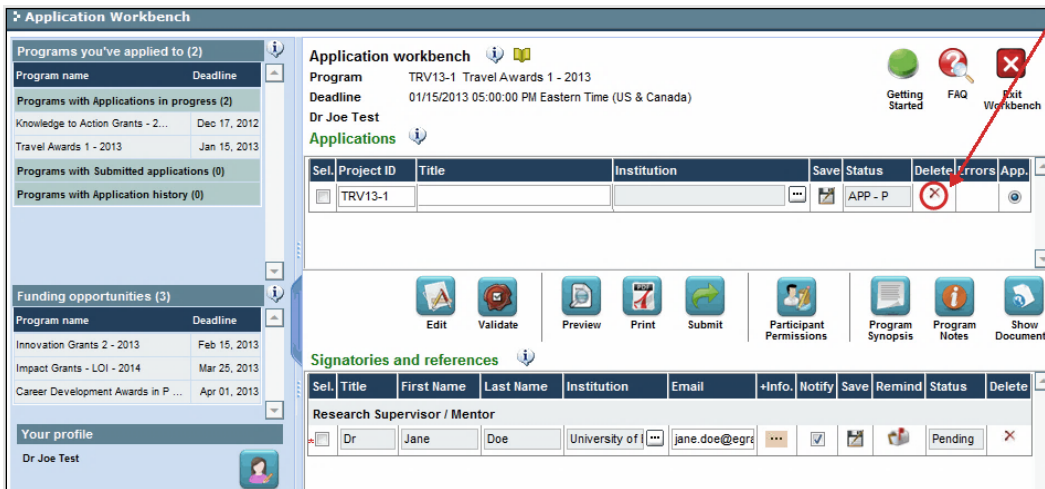 Application Workbench
Programs you've applied to (2)
Program name Deadline
Programs with Applications in progress (2)
Knowledge to Action Grants - 2... Dec 17, 2012
Travel Awards 1 - 2013 Jan 15, 2013
Programs with Submitted applications (0)
Programs with Application history (0)
Funding opportunities (3)
Program name Deadline
Innovation Grants 2 - 2013 Feb 15, 2013
Impact Grants - LOI - 2014 Mar 25, 2013
Career Development Awards in P ... Apr 01, 2013
Your profile
Dr Joe Test
Application workbench
Program TRV13-1 Travel Awards 1 - 2013
Deadline 01/15/2013 05:00:00 PM Eastern Time (US & Canada)
Dr Joe Test
Getting Started
FAQ
Exit Workbench
Applications
Sel. Project ID Title Institution Save Status Delete Errors App.
TRV13-1 ... APP - P
Edit Validate Preview Print Submit Participant Permissions Program Synopsis Program Notes Show Document
PDF
Signatories and references
Sel. Title First Name Last Name Institution Email +Info. Notify Save Remind Status Delete
Research Supervisor / Mentor
Dr Jane Doe University of ... jane.doe@egra ... Pending